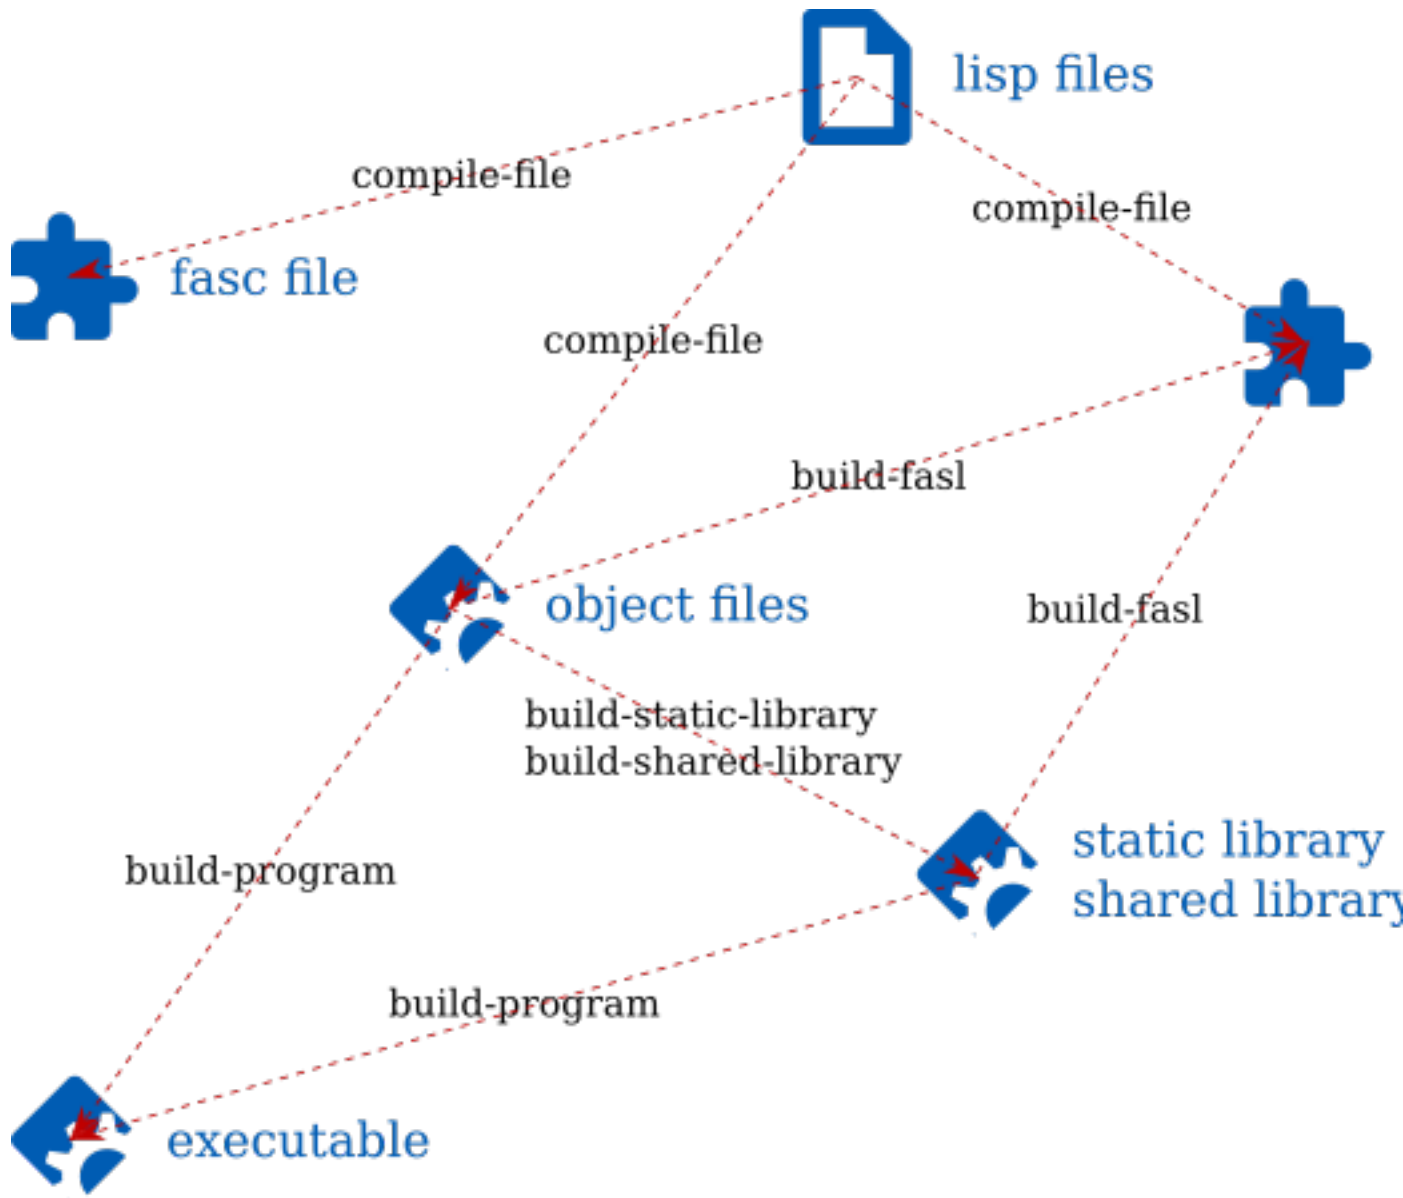 lisp files
compile-file
compile-file
fasc file
compile-file
build-fasl
object files
build-fasl
build-static-library
build-shared-library
static library
shared library
build-program
build-program
executable